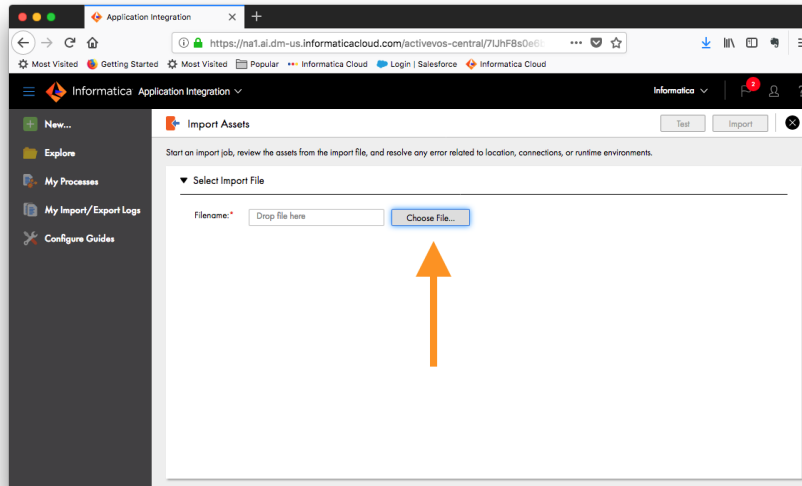 Application Integration
https://na1.ai.dm-us.informaticacloud.com/activevos-central/7IJhF8s0e6
Most Visited Getting Started Most Visited Popular Informatica Cloud Login | Salesforce Informatica Cloud
Informatica Application Integration Informatica 2 ?
New...
Explore
My Processes
My Import/Export Logs
Configure Guides
Import Assets Test Import
Start an import job, review the assets from the import file, and resolve any error related to location, connections, or runtime environments.
Select Import File
Filename:* Drop file here Choose File...